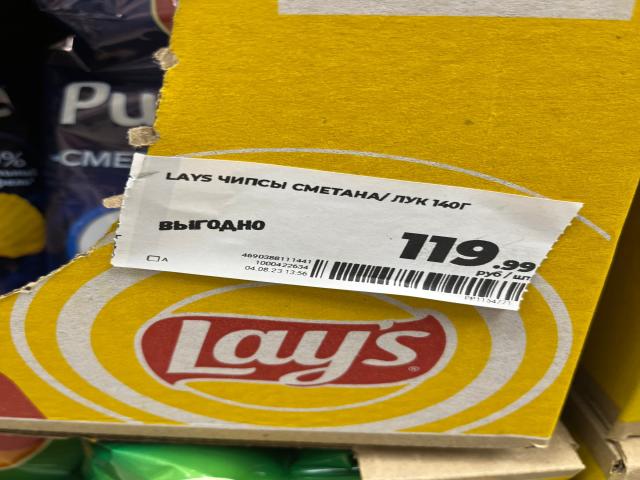 Pu
%
СМЕ
LAYS ЧИПСЫ СМЕТАНА/ ЛУК 140Г
ВЫГОДНО
119.99
руб / шт
4690388111441
1000422634
04.08.23 13:56
A
Lay's